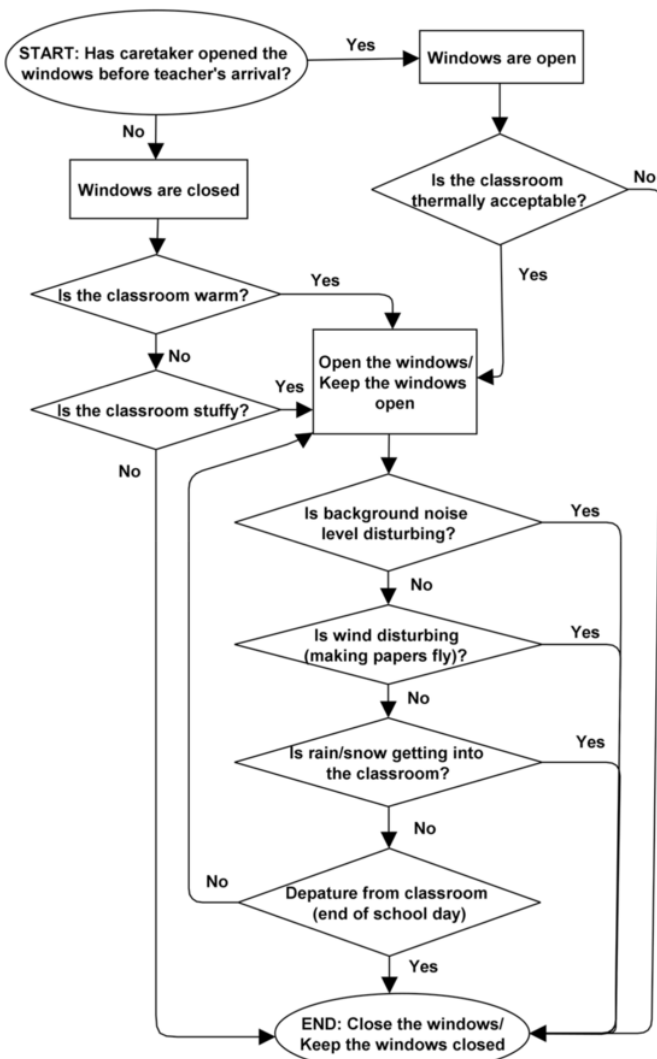 START: Has caretaker opened the
windows before teacher's arrival?
Yes
Windows are open
No
Windows are closed
Is the classroom
thermally acceptable?
No
Yes
Is the classroom warm?
Yes
No
Open the windows/
Keep the windows
open
Is the classroom stuffy?
Yes
No
Is background noise
level disturbing?
Yes
No
Is wind disturbing
(making papers fly)?
Yes
No
Is rain/snow getting into
the classroom?
Yes
No
Depature from classroom
(end of school day)
No
Yes
END: Close the windows/
Keep the windows closed